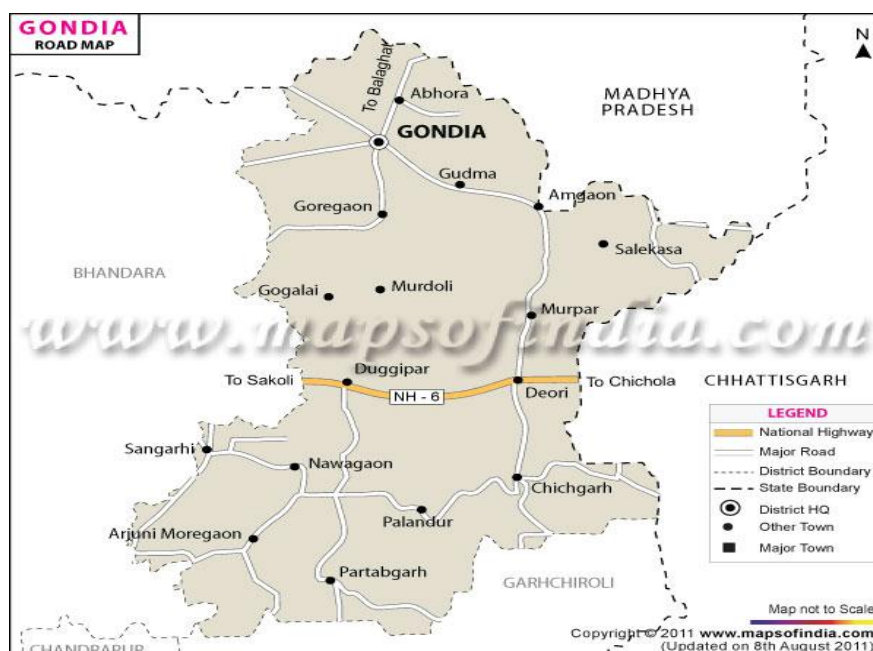 GONDIA
ROAD MAP
N
To Balaghat
Abhora
MADHYA
PRADESH
GONDIA
Gudma
Goregaon
Amgaon
Salekasa
BHANDARA
Gogalai
Murdoli
Murpar
www.mapsofindia.com
To Sakoli
Duggipar
NH - 6
Deori
To Chichola
CHHATTISGARH
LEGEND
National Highway
Major Road
District Boundary
State Boundary
District HQ
Other Town
Major Town
Sangarhi
Nawagaon
Chichgarh
Palandur
Arjuni Moregaon
Partabgarh
GARHCHIROLI
CHANDRAPUR
Map not to Scale
Copyright © 2011 www.mapsofindia.com
(Updated on 8th August 2011)